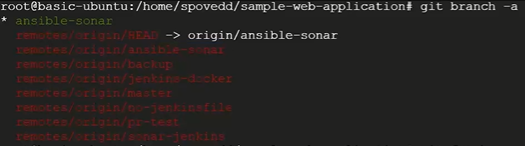 root@basic-ubuntu:/home/spovedd/sample-web-application# git branch -a
* ansible-sonar
remotes/origin/HEAD -> origin/ansible-sonar
remotes/origin/ansible-sonar
remotes/origin/backup
remotes/origin/jenkins-docker
remotes/origin/master
remotes/origin/no-jenkinsfile
remotes/origin/pr-test
remotes/origin/sonar-jenkins